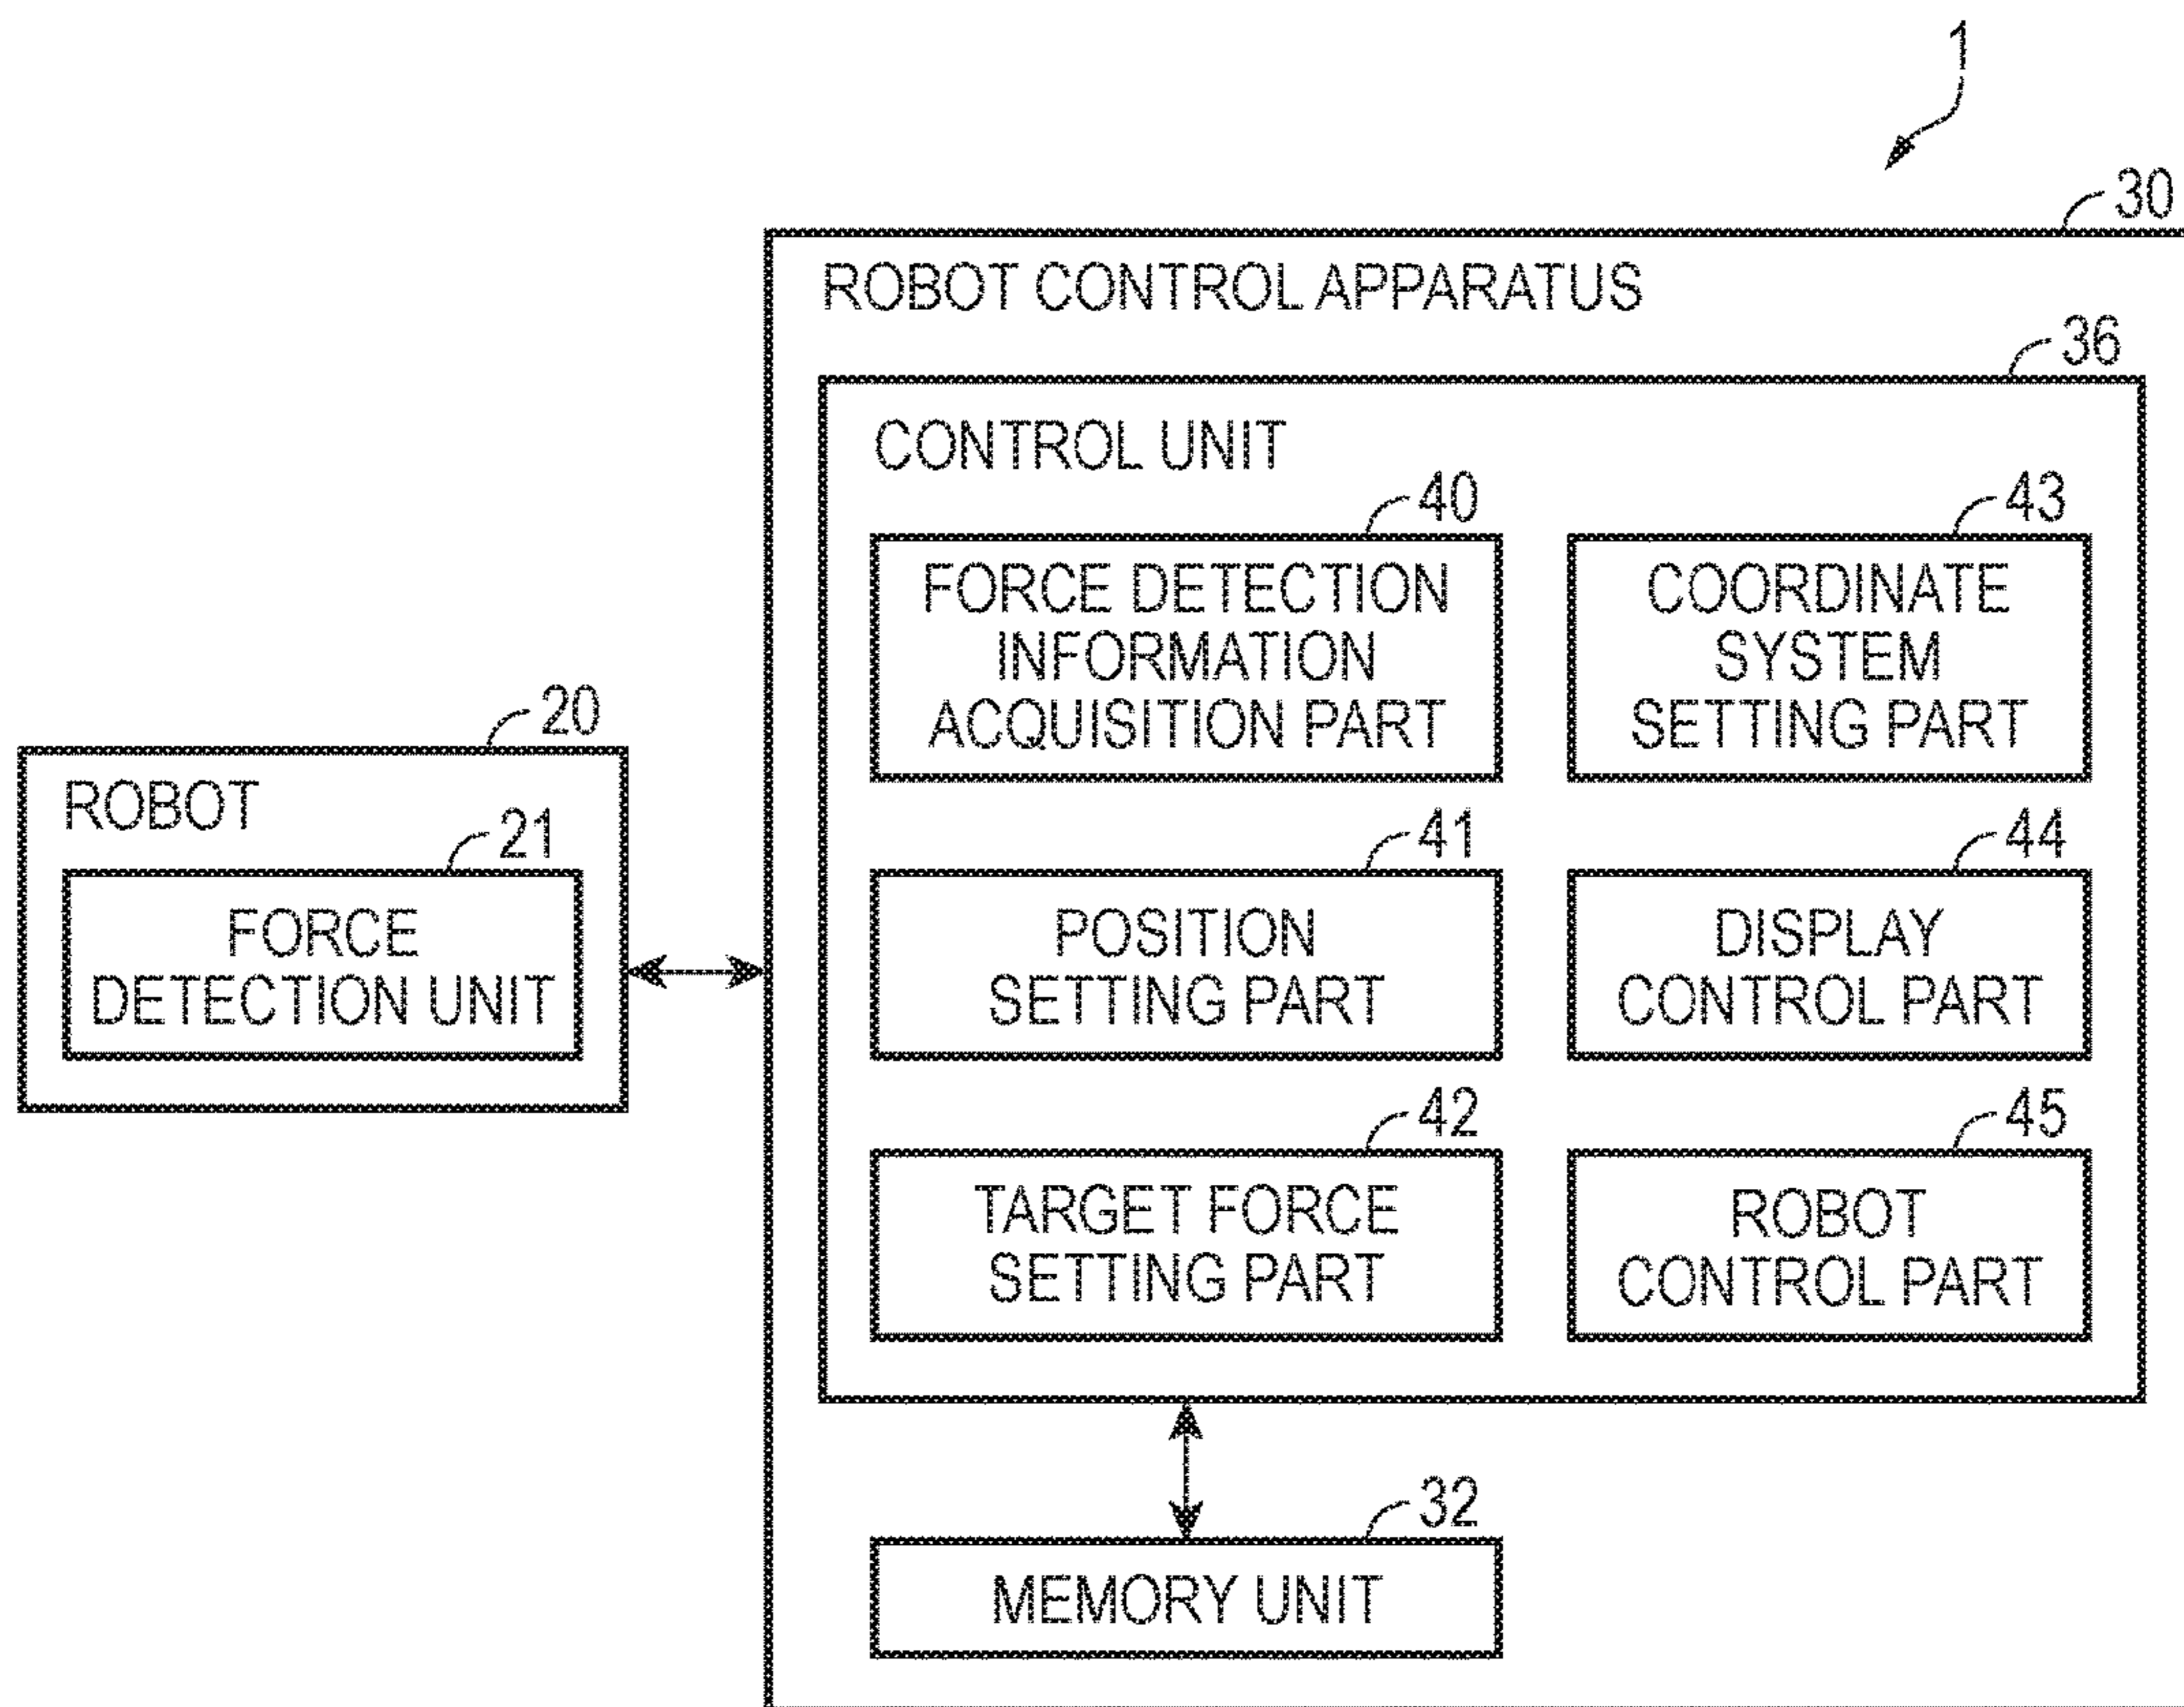 1
30
ROBOT CONTROL APPARATUS
36
CONTROL UNIT
40
FORCE DETECTION
INFORMATION
ACQUISITION PART
43
COORDINATE
SYSTEM
SETTING PART
20
ROBOT
21
FORCE
DETECTION UNIT
41
POSITION
SETTING PART
44
DISPLAY
CONTROL PART
42
TARGET FORCE
SETTING PART
45
ROBOT
CONTROL PART
32
MEMORY UNIT